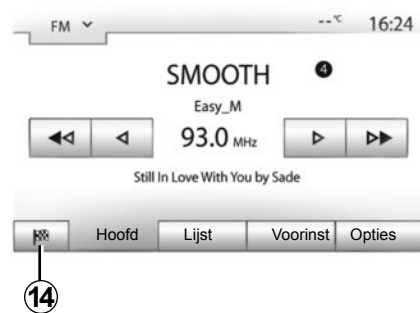 FM --°C 16:24
SMOOTH 4
Easy_M
93.0 MHz
Still In Love With You by Sade
Hoofd Lijst Voorinst Opties
14